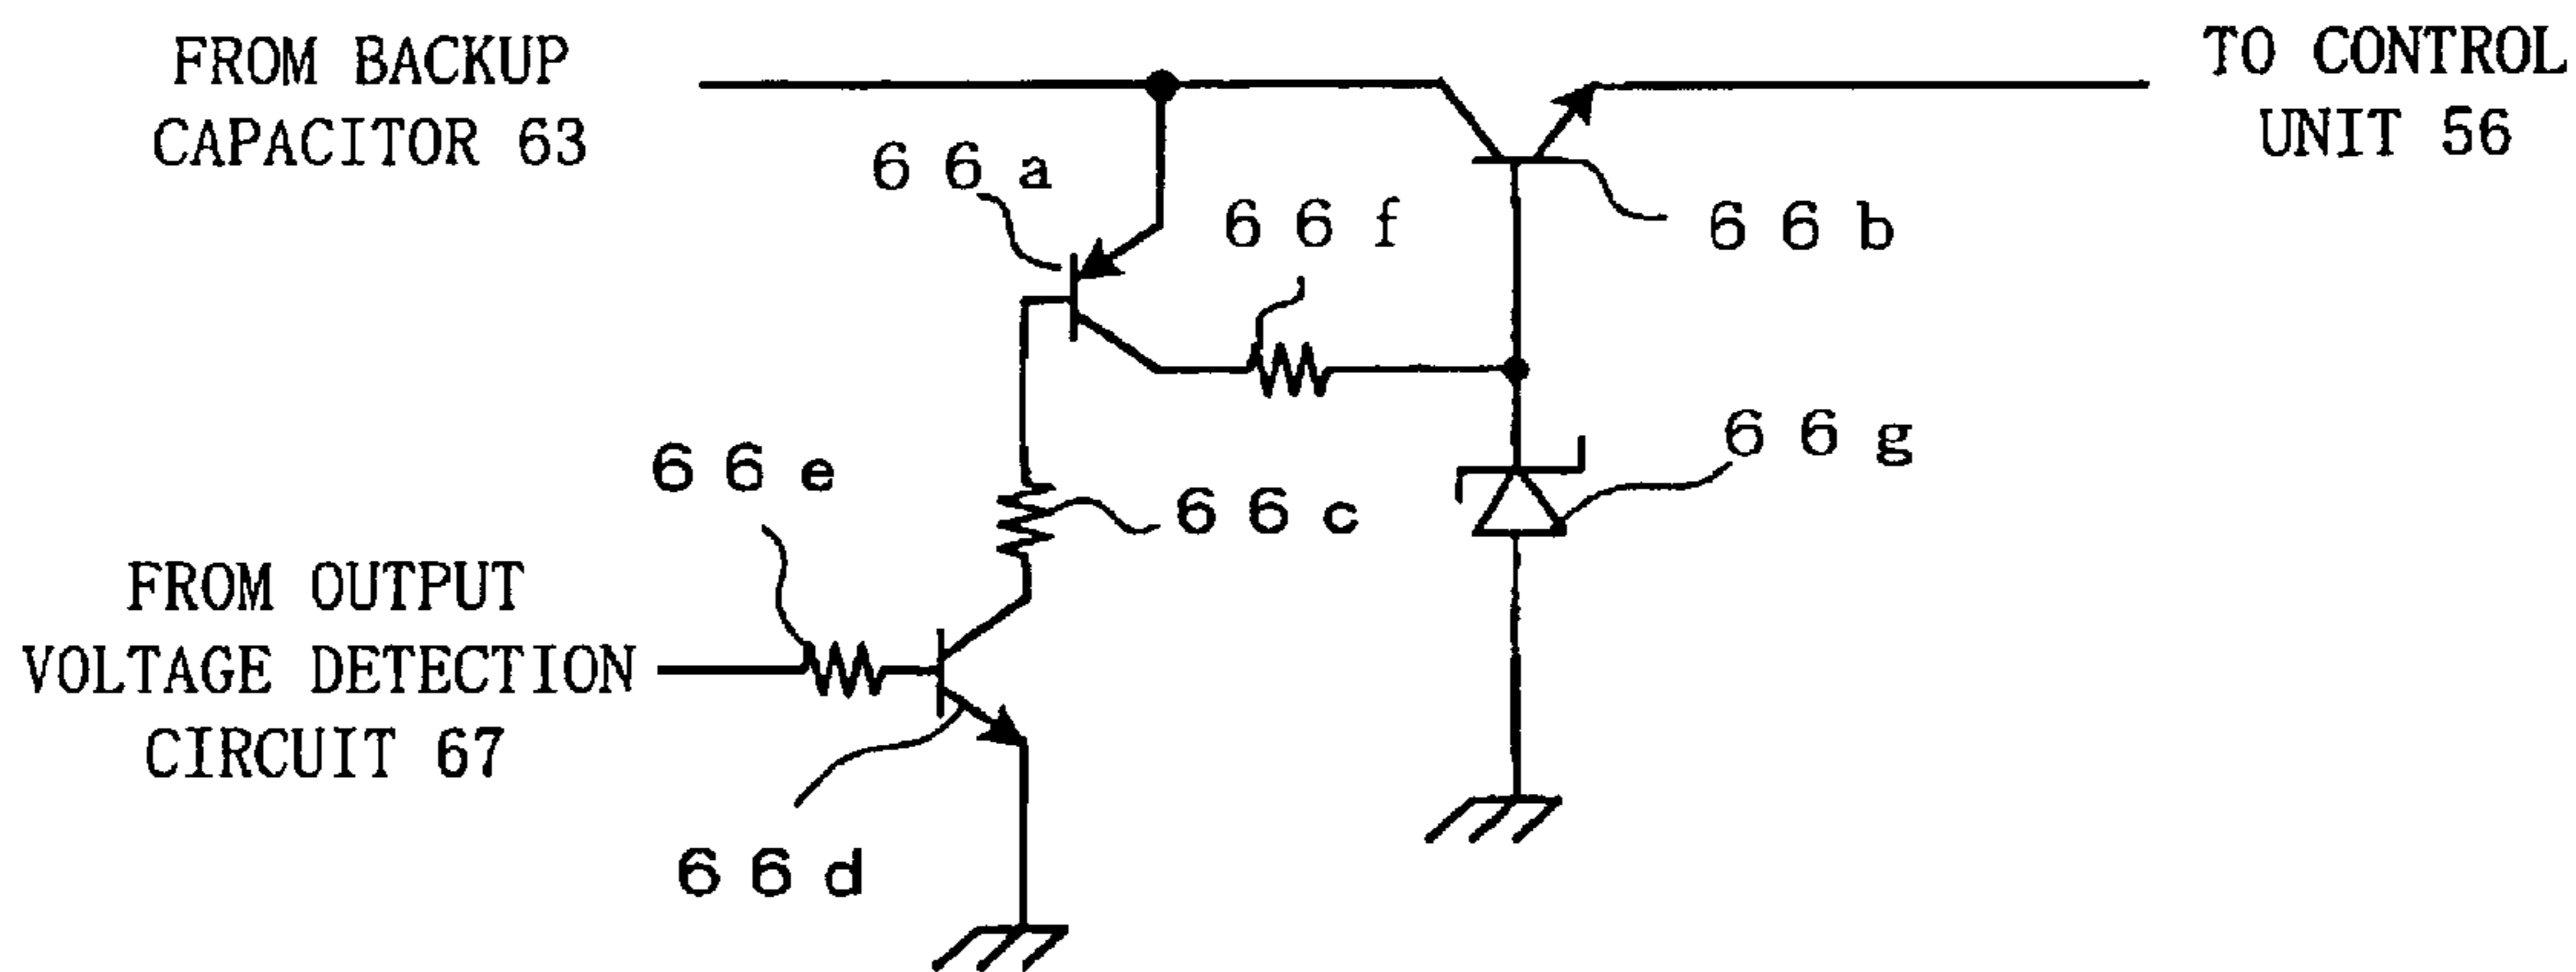 FROM BACKUP
CAPACITOR 63
TO CONTROL
UNIT 56
66a
66f
66b
66e
66c
66g
FROM OUTPUT
VOLTAGE DETECTION
CIRCUIT 67
66d